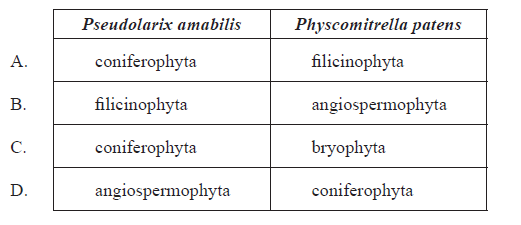 Pseudolarix amabilis Physcomitrella patens
A. coniferophyta filicinophyta
B. filicinophyta angiospermophyta
C. coniferophyta bryophyta
D. angiospermophyta coniferophyta